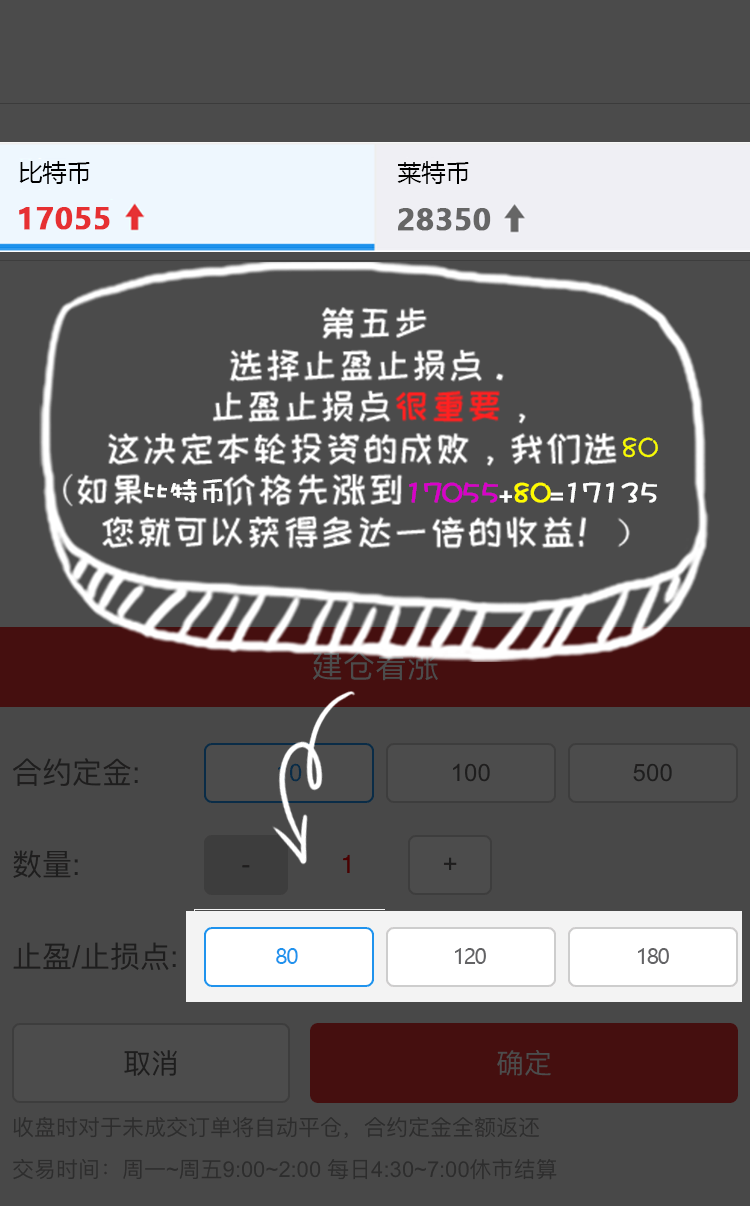 比特币
17055
莱特币
28350
第五步
选择止盈止损点.
止盈止损点很重要，
这决定本轮投资的成败，我们选80
（如果比特币价格先涨到17055+80=17135
您就可以获得多达一倍的收益！）
建仓看涨
合约定金: 10 100 500
数量: - 1 +
止盈/止损点: 80 120 180
取消 确定
收盘时对于未成交订单将自动平仓，合约定金全额返还
交易时间：周一~周五9:00~2:00 每日4:30~7:00休市结算